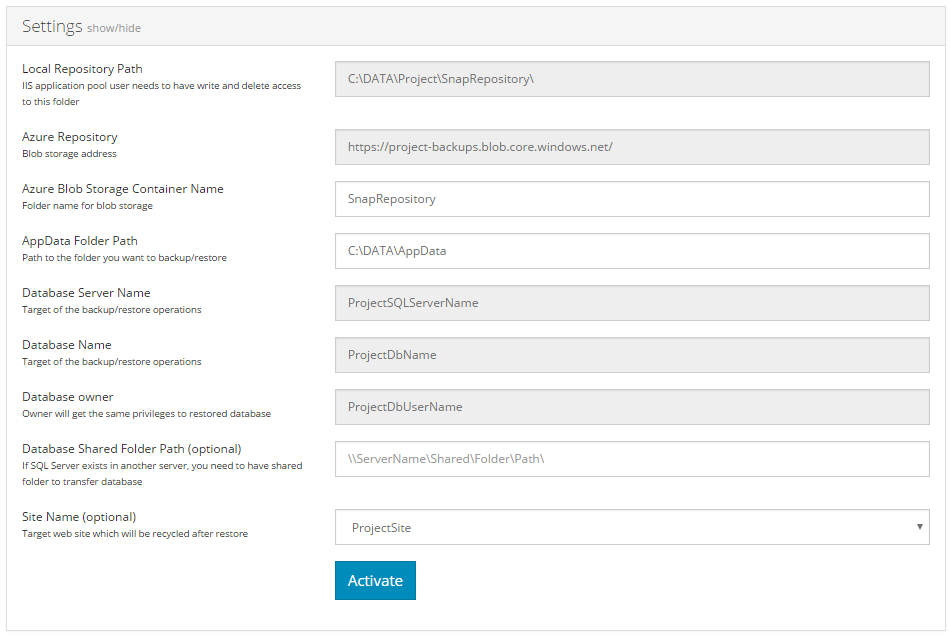 Settings show/hide
Local Repository Path
IIS application pool user needs to have write and delete access
to this folder
C:\DATA\Project\SnapRepository\
Azure Repository
Blob storage address
https://project-backups.blob.core.windows.net/
Azure Blob Storage Container Name
Folder name for blob storage
SnapRepository
AppData Folder Path
Path to the folder you want to backup/restore
C:\DATA\AppData
Database Server Name
Target of the backup/restore operations
ProjectSQLServerName
Database Name
Target of the backup/restore operations
ProjectDbName
Database owner
Owner will get the same privileges to restored database
ProjectDbUserName
Database Shared Folder Path (optional)
If SQL Server exists in another server, you need to have shared
folder to transfer database
\\ServerName\Shared\Folder\Path\
Site Name (optional)
Target web site which will be recycled after restore
ProjectSite
Activate